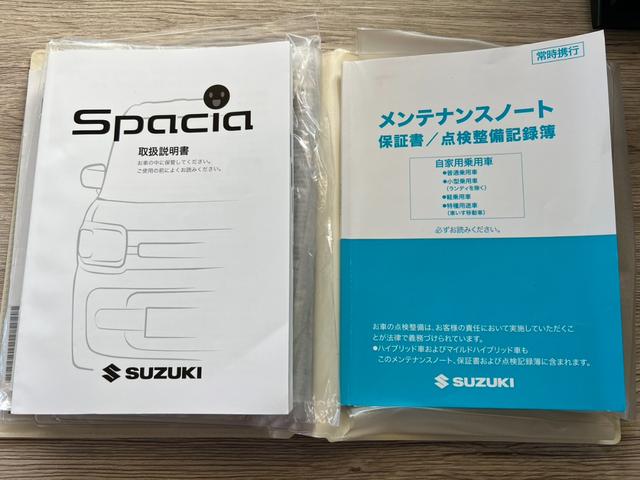 Spacia
取扱説明書
お車の中に保管してください。
ご使用の前によくお読みください。
SUZUKI
常時携行
メンテナンスノート
保証書／点検整備記録簿
自家用乗用車
●普通乗用車
●小型乗用車
（ランディを除く）
●軽乗用車
●特種用途車
（車いす移動車）
必ずお読みください。
お車の点検整備は、お客様の責任において実施していただくこ
とが法律で義務づけられています。
●ハイブリッド車およびマイルドハイブリッド車も
このメンテナンスノート、保証書および点検記録簿に含まれます。
SUZUKI